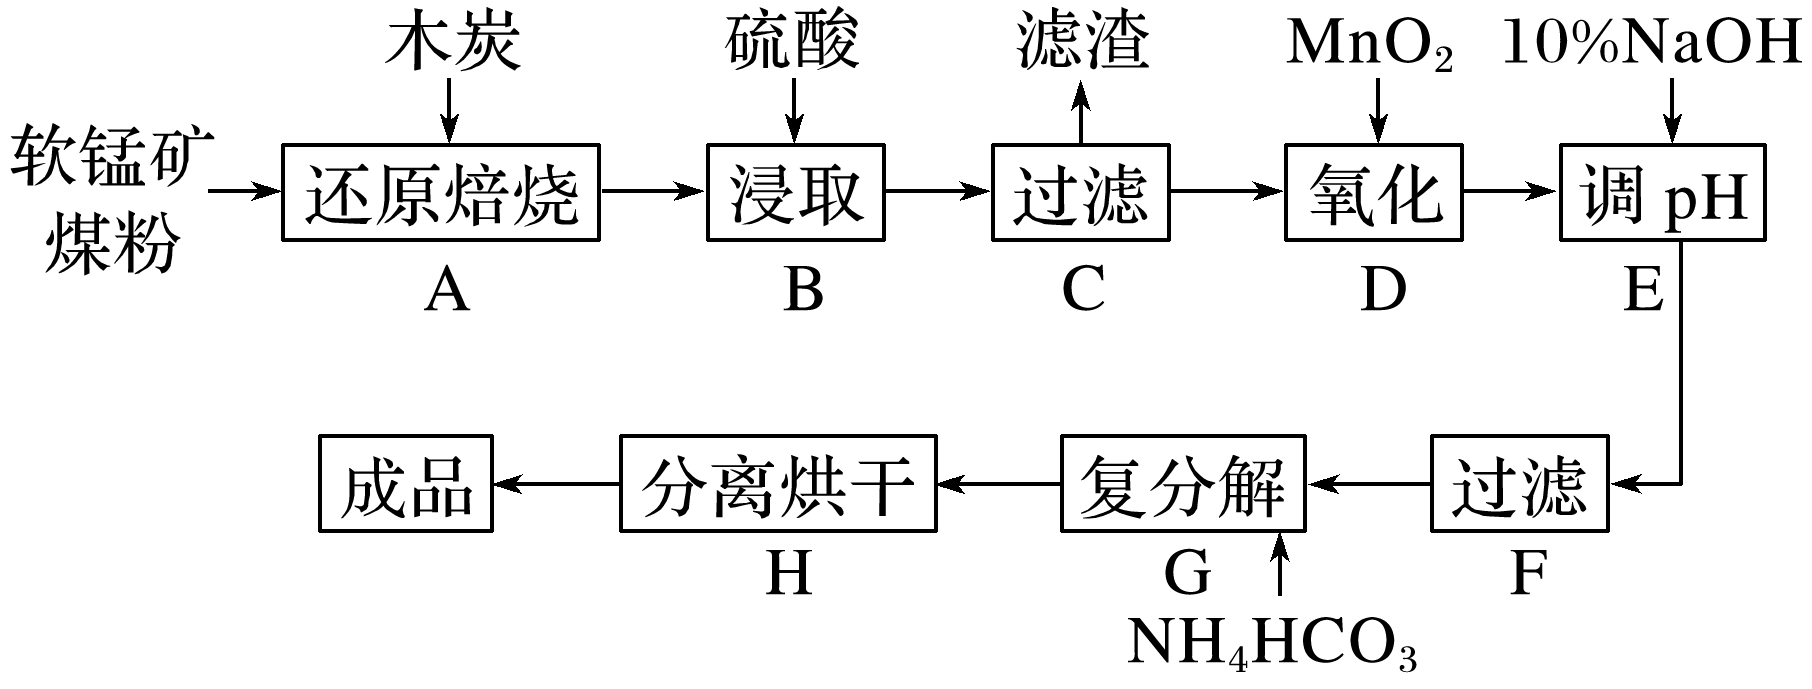 木炭
硫酸
滤渣
MnO₂
10%NaOH
软锰矿
煤粉
还原焙烧
浸取
过滤
氧化
调 pH
A
B
C
D
E
成品
分离烘干
复分解
过滤
H
G
F
NH₄HCO₃